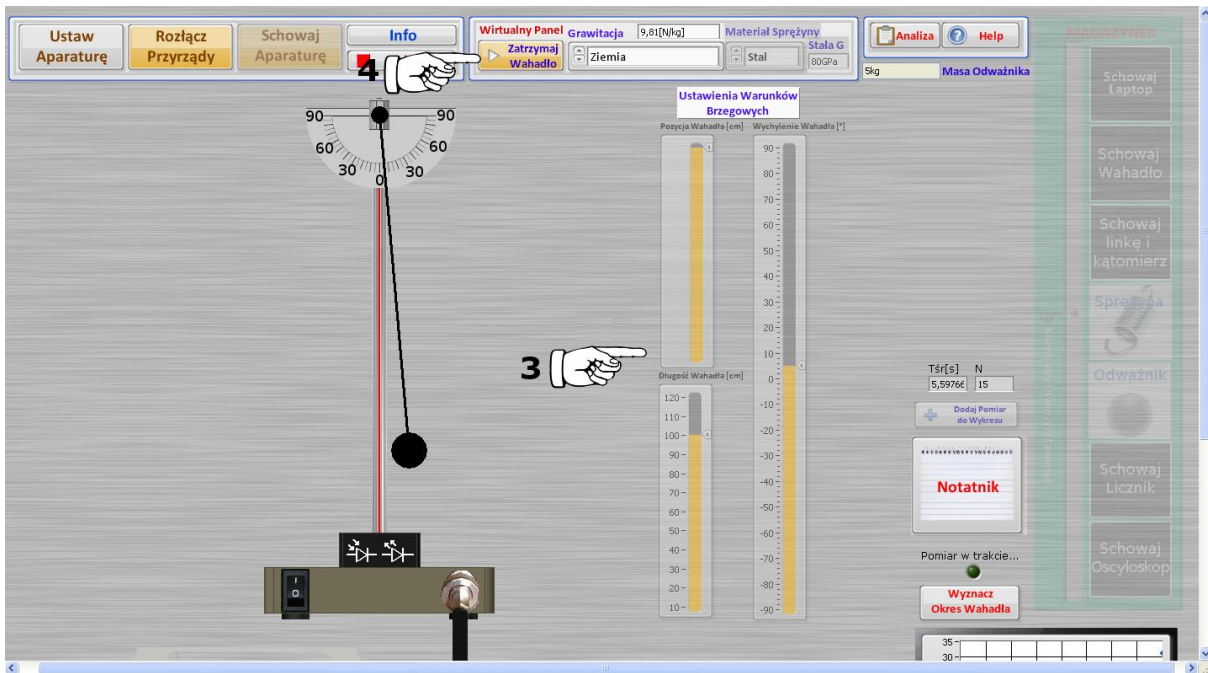 Ustaw
Aparaturę
Rozłącz
Przyrządy
Schowaj
Aparaturę
Info
4
Wirtualny Panel
Zatrzymaj
Wahadło
Grawitacja
9,81[N/kg]
Ziemia
Materiał Sprężyny
Stal
Stała G
80GPa
Analiza
Help
5kg
Masa Odważnika
MAGAZYNEK
Schowaj
Laptop
Schowaj
Wahadło
Schowaj
linkę i
kątomierz
Sprężyna
Odważnik
Schowaj
Licznik
Schowaj
Oscyloskop
90
90
60
60
30
30
0
Ustawienia Warunków
Brzegowych
Pozycja Wahadła [cm]
Wychylenie Wahadła [°]
90
80
70
60
50
40
30
20
10
0
-10
-20
-30
-40
-50
-60
-70
-80
-90
3
Długość Wahadła [cm]
120
110
100
90
80
70
60
50
40
30
20
10
Tśr[s] N
5,5976 15
Dodaj Pomiar
do Wykresu
Notatnik
Pomiar w trakcie...
Wyznacz
Okres Wahadła
35
30
I
O